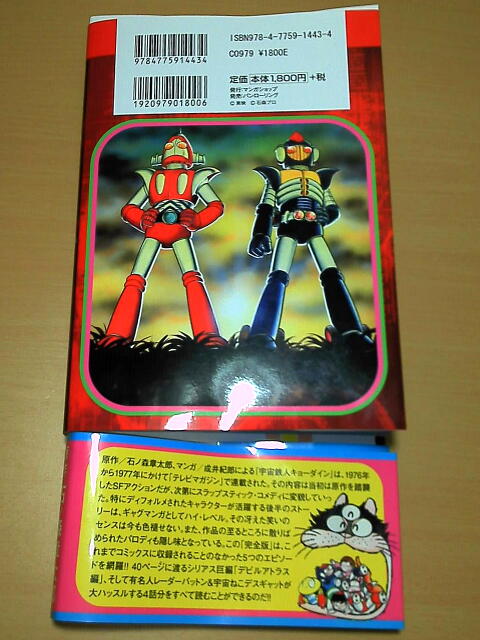 ISBN978-4-7759-1443-4
C0979 ¥1800E
9784775914434
1920979018006
定価 本体1,800円 +税
発行:マンガショップ
発売:パンローリング
© 東映 © 石森プロ
原作/石ノ森章太郎、マンガ/成井紀郎による「宇宙鉄人キョーダイン」は、1976年
から1977年にかけて「テレビマガジン」で連載された。その内容は当初は原作を踏襲
したSFアクションだが、次第にスラップスティック・コメディに変貌していっ
た。特にディフォルメされたキャラクターが活躍する後半のストー
リーは、ギャグマンガとしてハイ・レベル。その冴えた笑いの
センスは今も色褪せない。また、作品の至るところに散りば
められたパロディも隠し味となっている。この「完全版」は、こ
れまでコミックスに収録されることのなかった5つのエピソー
ドを網羅!! 40ページに渡るシリアス巨編「デビルアトラス
編」、そして有名人レーダーバットン&宇宙ねこデスギャットが
大ハッスルする4話分をすべて読むことができるのだ!!